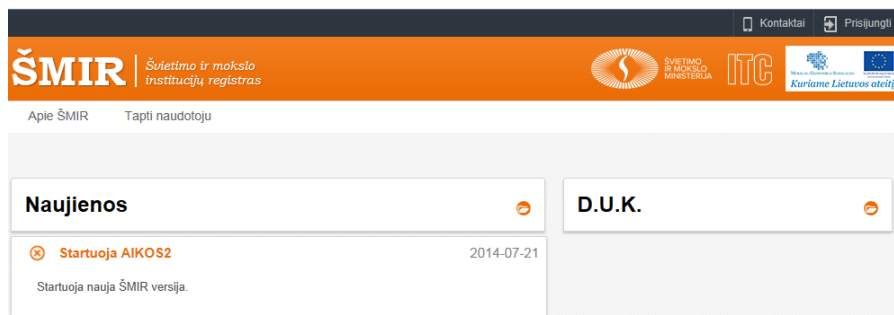 Kontaktai Prisijungti
ŠMIR Švietimo ir mokslo
institucijų registras
ŠVIETIMO
IR MOKSLO
MINISTERIJA
ITC
Kuriame Lietuvos ateitį
Apie ŠMIR Tapti naudotoju
Naujienos
D.U.K.
Startuoja AIKOS2 2014-07-21
Startuoja nauja ŠMIR versija.